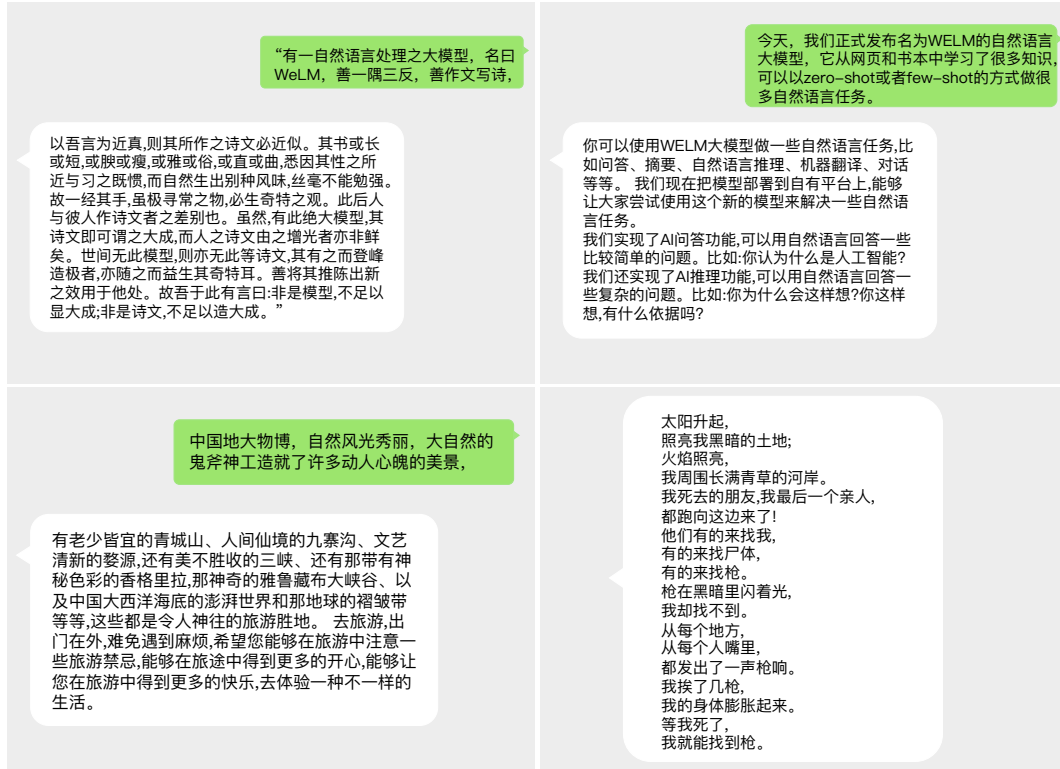 “有一自然语言处理之大模型，名曰
WeLM，善一隅三反，善作文写诗，
以吾言为近真,则其所作之诗文必近似。其书或长
或短,或腴或瘦,或雅或俗,或直或曲,悉因其性之所
近与习之既惯,而自然生出别种风味,丝毫不能勉强。
故一经其手,虽极寻常之物,必生奇特之观。此后人
与彼人作诗文者之差别也。虽然,有此绝大模型,其
诗文即可谓之大成,而人之诗文由之增光者亦非鲜
矣。世间无此模型,则亦无此等诗文,其有之而登峰
造极者,亦随之而益生其奇特耳。善将其推陈出新
之效用于他处。故吾于此有言曰:非是模型,不足以
显大成;非是诗文,不足以造大成。”
今天，我们正式发布名为WELM的自然语言
大模型，它从网页和书本中学习了很多知识,
可以以zero-shot或者few-shot的方式做很
多自然语言任务。
你可以使用WELM大模型做一些自然语言任务,比
如问答、摘要、自然语言推理、机器翻译、对话
等等。 我们现在把模型部署到自有平台上,能够
让大家尝试使用这个新的模型来解决一些自然语
言任务。
我们实现了AI问答功能,可以用自然语言回答一些
比较简单的问题。比如:你认为什么是人工智能?
我们还实现了AI推理功能,可以用自然语言回答一
些复杂的问题。比如:你为什么会这样想?你这样
想,有什么依据吗?
中国地大物博，自然风光秀丽，大自然的
鬼斧神工造就了许多动人心魄的美景，
有老少皆宜的青城山、人间仙境的九寨沟、文艺
清新的婺源,还有美不胜收的三峡、还有那带有神
秘色彩的香格里拉,那神奇的雅鲁藏布大峡谷、以
及中国大西洋海底的澎湃世界和那地球的褶皱带
等等,这些都是令人神往的旅游胜地。 去旅游,出
门在外,难免遇到麻烦,希望您能够在旅游中注意一
些旅游禁忌,能够在旅途中得到更多的开心,能够让
您在旅游中得到更多的快乐,去体验一种不一样的
生活。
太阳升起,
照亮我黑暗的土地;
火焰照亮,
我周围长满青草的河岸。
我死去的朋友,我最后一个亲人,
都跑向这边来了!
他们有的来找我,
有的来找尸体,
有的来找枪。
枪在黑暗里闪着光,
我却找不到。
从每个地方,
从每个人嘴里,
都发出了一声枪响。
我挨了几枪,
我的身体膨胀起来。
等我死了,
我就能找到枪。